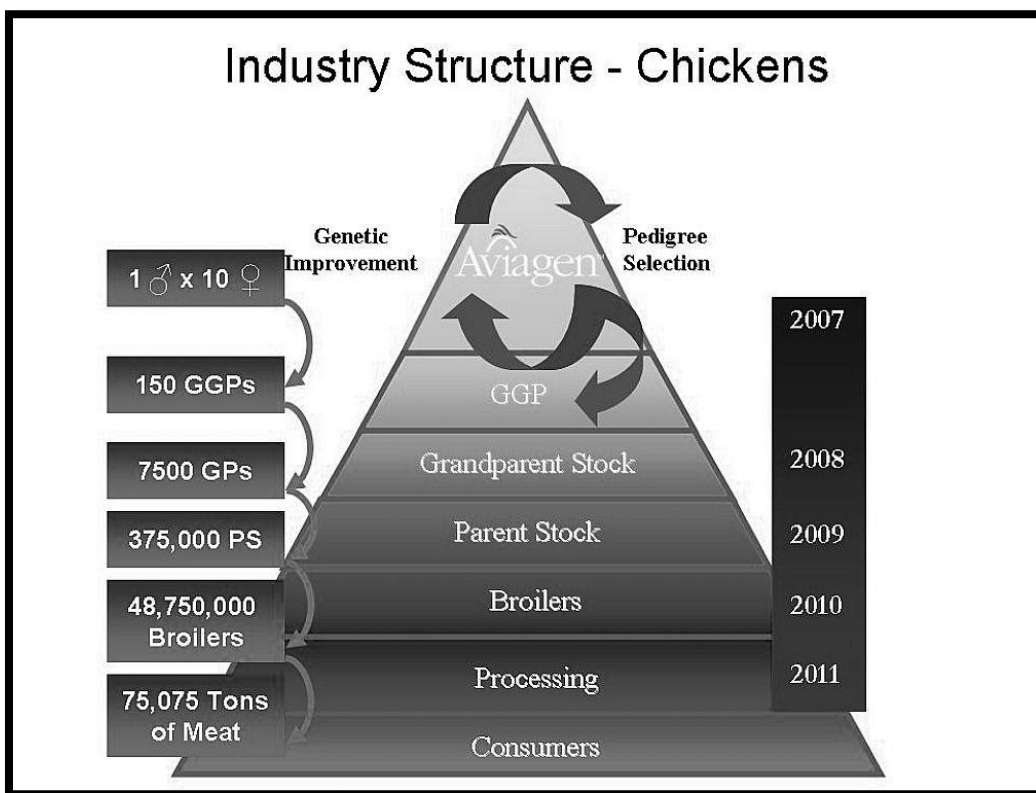 Industry Structure - Chickens
Genetic
Improvement
Aviagen
Pedigree
Selection
1 ♂ x 10 ♀
150 GGPs
7500 GPs
375,000 PS
48,750,000
Broilers
75,075 Tons
of Meat
GGP
Grandparent Stock
Parent Stock
Broilers
Processing
Consumers
2007
2008
2009
2010
2011